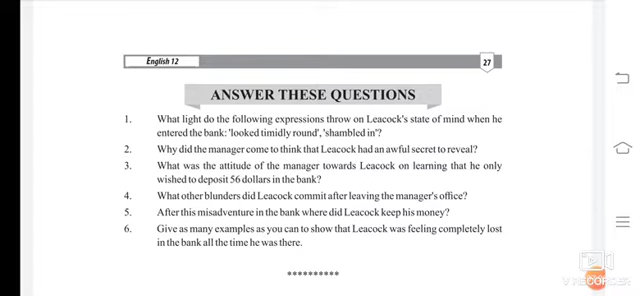 English 12
27
ANSWER THESE QUESTIONS
1. What light do the following expressions throw on Leacock's state of mind when he
entered the bank: 'looked timidly round', 'shambled in'?
2. Why did the manager come to think that Leacock had an awful secret to reveal?
3. What was the attitude of the manager towards Leacock on learning that he only
wished to deposit 56 dollars in the bank?
4. What other blunders did Leacock commit after leaving the manager's office?
5. After this misadventure in the bank where did Leacock keep his money?
6. Give as many examples as you can to show that Leacock was feeling completely lost
in the bank all the time he was there.
**********
V RECORDER